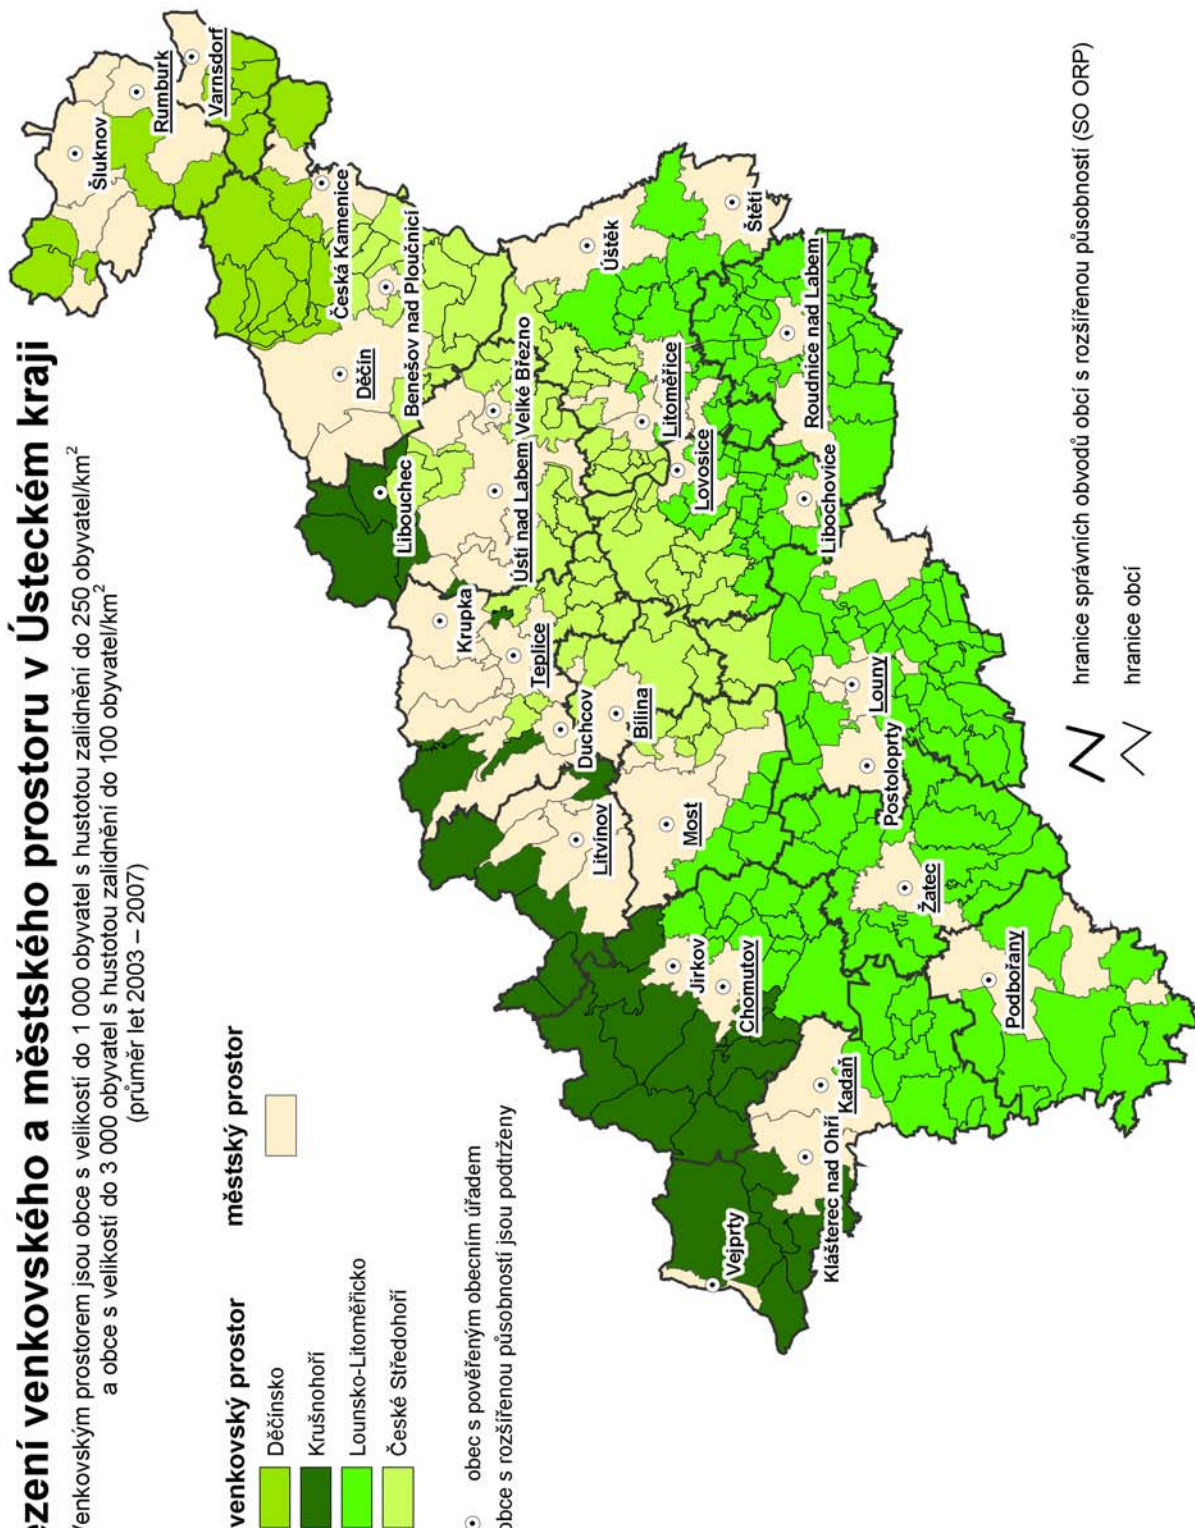 ezení venkovského a městského prostoru v Ústeckém kraji
Venkovským prostorem jsou obce s velikostí do 1 000 obyvatel s hustotou zalidnění do 250 obyvatel/km²
a obce s velikostí do 3 000 obyvatel s hustotou zalidnění do 100 obyvatel/km²
(průměr let 2003 – 2007)
venkovský prostor
Děčínsko
Krušnohoří
Lounsko-Litoměřicko
České Středohoří
městský prostor
obec s pověřeným obecním úřadem
obce s rozšířenou působností jsou podtrženy
Šluknov
Rumburk
Varnsdorf
Česká Kamenice
Děčín
Benešov nad Ploučnicí
Libouchec
Velké Březno
Ústí nad Labem
Krupka
Teplice
Duchcov
Bílina
Litvínov
Most
Úštěk
Štětí
Litoměřice
Lovosice
Roudnice nad Labem
Libochovice
Louny
Postoloprty
Žatec
Podbořany
Jirkov
Chomutov
Kadaň
Klášterec nad Ohří
Vejprty
hranice správních obvodů obcí s rozšířenou působností (SO ORP)
hranice obcí